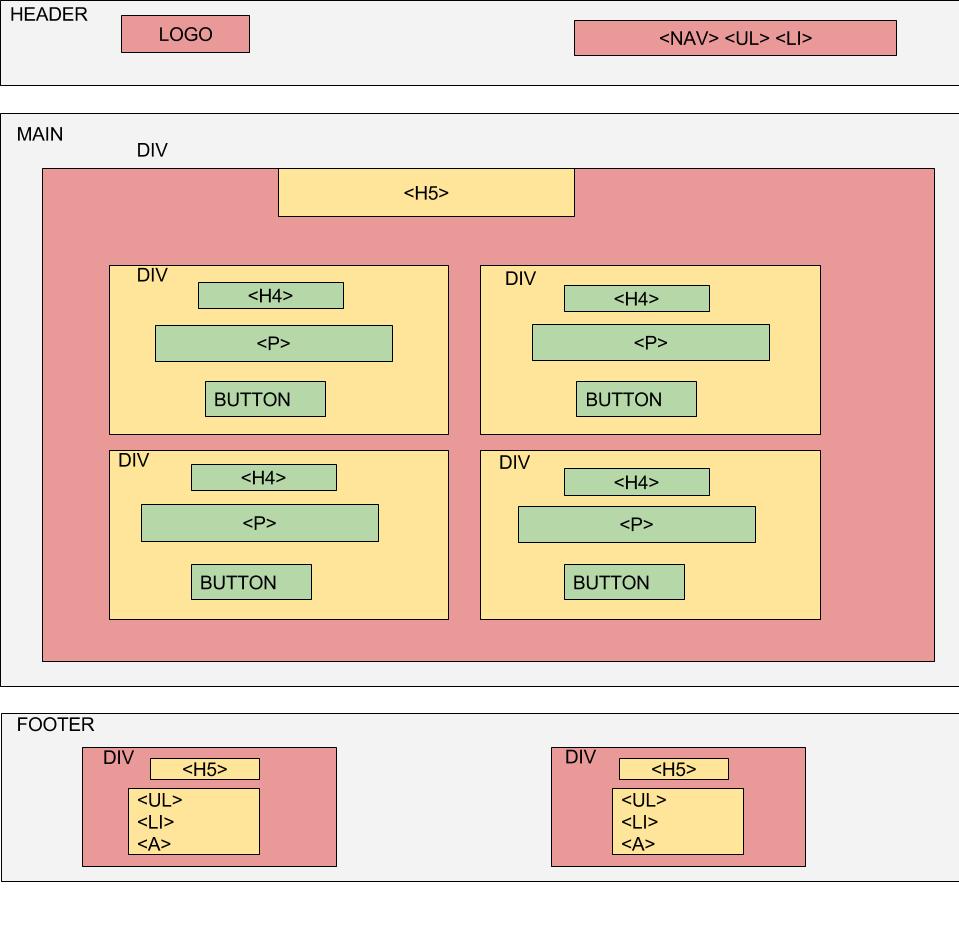 HEADER
LOGO
<NAV> <UL> <LI>
MAIN
DIV
<H5>
DIV
<H4>
<P>
BUTTON
DIV
<H4>
<P>
BUTTON
DIV
<H4>
<P>
BUTTON
DIV
<H4>
<P>
BUTTON
FOOTER
DIV
<H5>
<UL>
<LI>
<A>
DIV
<H5>
<UL>
<LI>
<A>